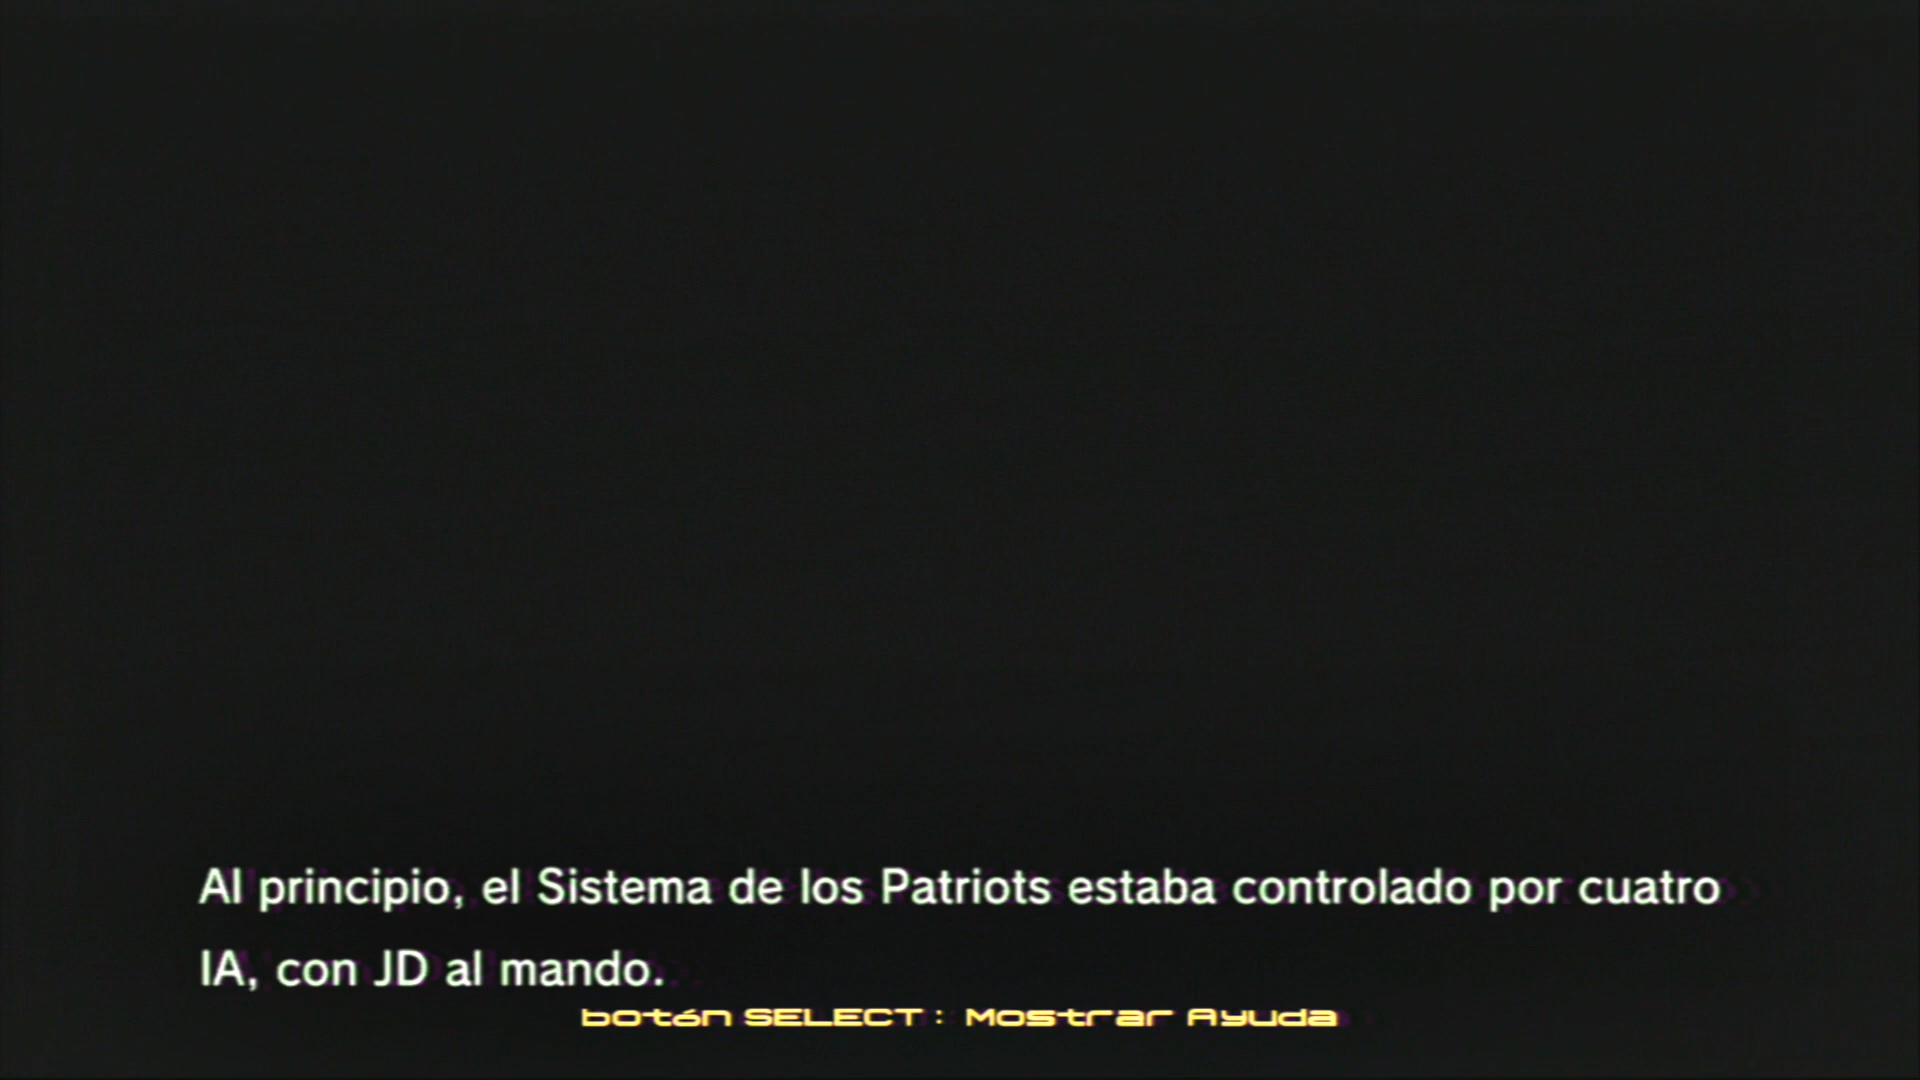 Al principio, el Sistema de los Patriots estaba controlado por cuatro
IA, con JD al mando.
botón SELECT : Mostrar Ayuda